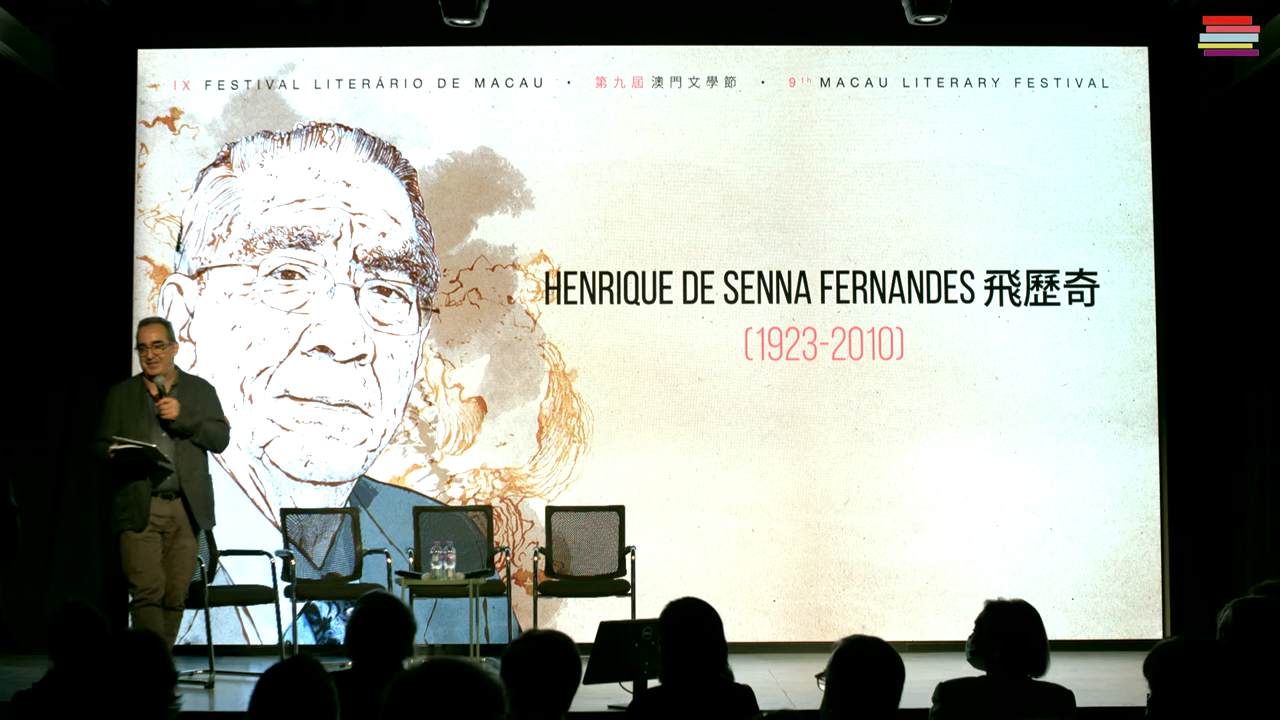 IX FESTIVAL LITERÁRIO DE MACAU • 第九屆澳門文學節 • 9th MACAU LITERARY FESTIVAL
HENRIQUE DE SENNA FERNANDES 飛歷奇
(1923-2010)